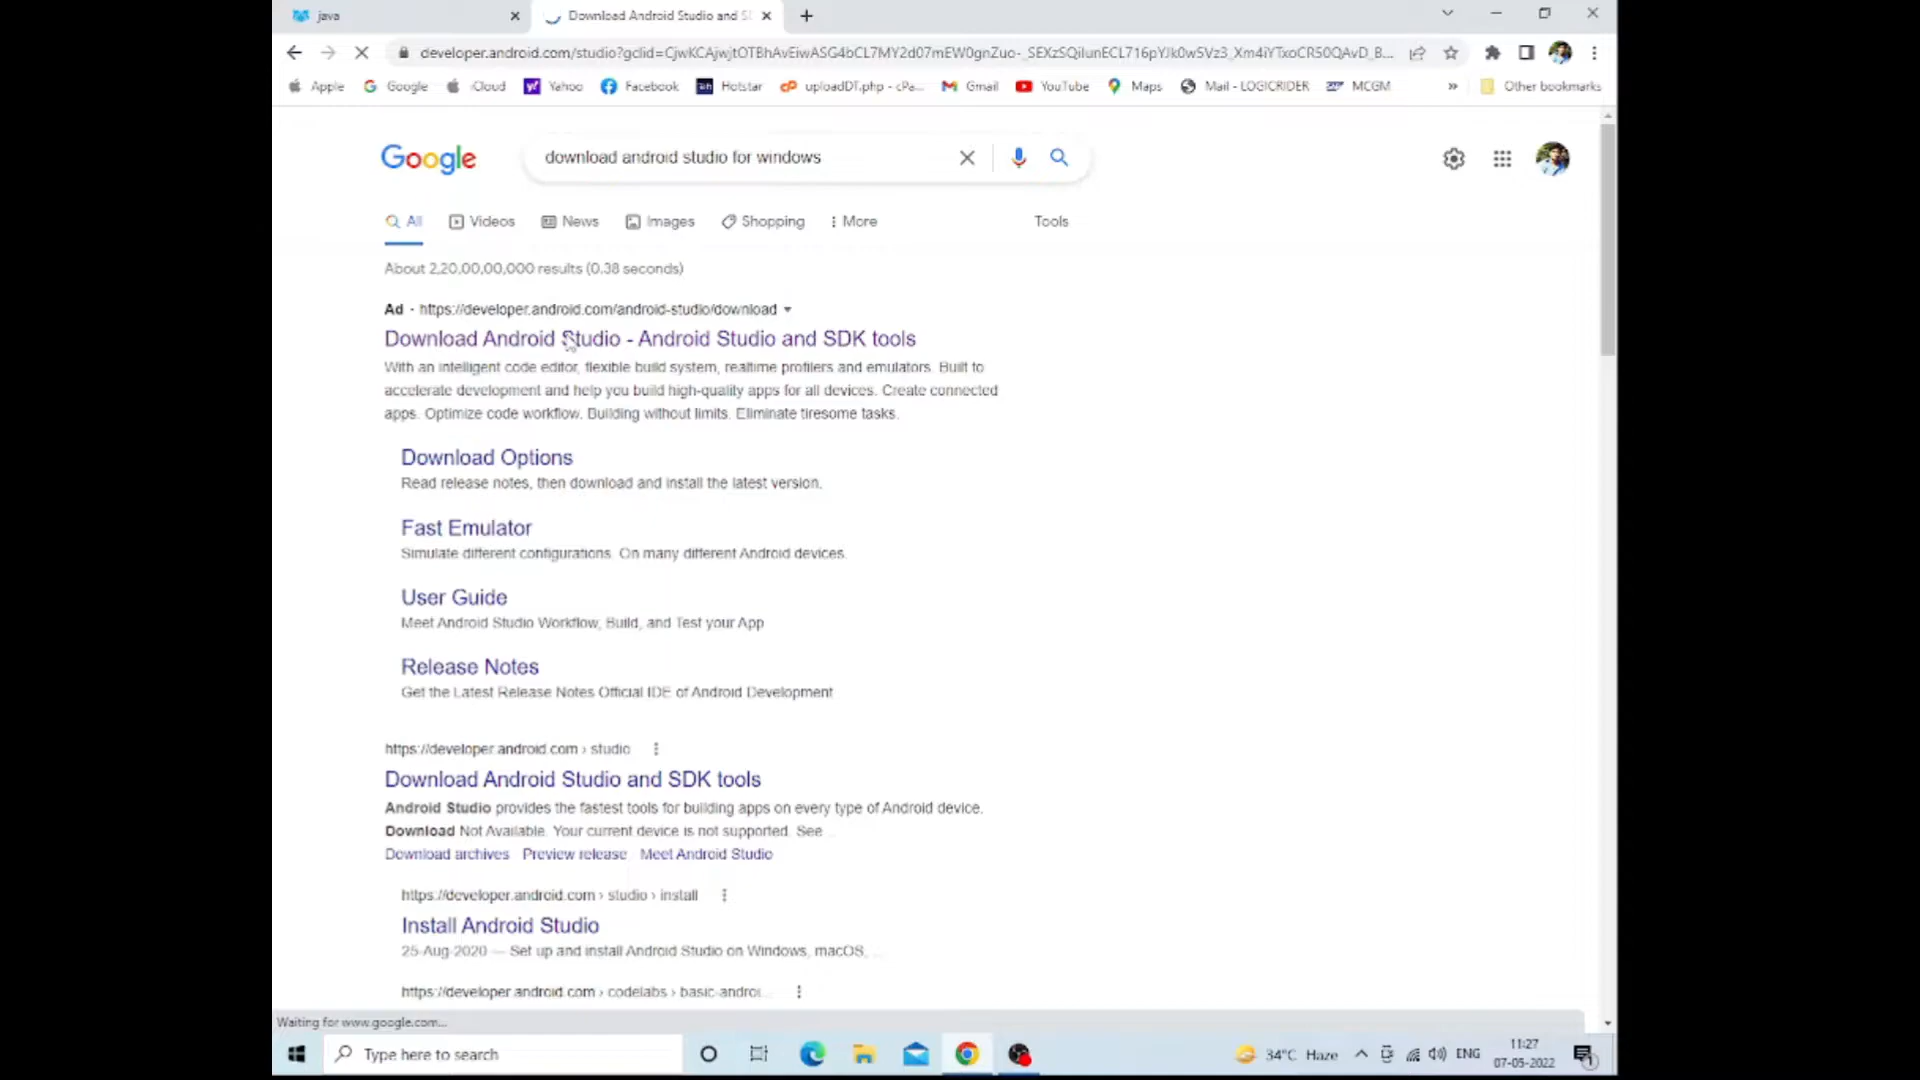 java
Download Android Studio and S
developer.android.com/studio?gclid=
Apple Google iCloud Yahoo Facebook Hotstar uploadDT.php - cPa... Gmail YouTube Maps Mail - LOGICRIDER MCGM » Other bookmarks
Google
download android studio for windows
All Videos News Images Shopping More Tools
About 2,20,00,00,000 results (0.38 seconds)
Ad · https://developer.android.com/android-studio/download
Download Android Studio - Android Studio and SDK tools
With an intelligent code editor, flexible build system, realtime profilers and emulators. Built to
accelerate development and help you build high-quality apps for all devices. Create connected
apps. Optimize code workflow. Building without limits. Eliminate tiresome tasks.
Download Options
Read release notes, then download and install the latest version.
Fast Emulator
Simulate different configurations. On many different Android devices.
User Guide
Meet Android Studio Workflow, Build, and Test your App
Release Notes
Get the Latest Release Notes Official IDE of Android Development
https://developer.android.com › studio
Download Android Studio and SDK tools
Android Studio provides the fastest tools for building apps on every type of Android device.
Download Not Available. Your current device is not supported. See
Download archives Preview release Meet Android Studio
https://developer.android.com › studio › install
Install Android Studio
25-Aug-2020 — Set up and install Android Studio on Windows, macOS, ...
https://developer.android.com › codelabs › basic-androi...
Waiting for www.google.com...
Type here to search
34°C Haze
ENG
11:27
07-05-2022
1